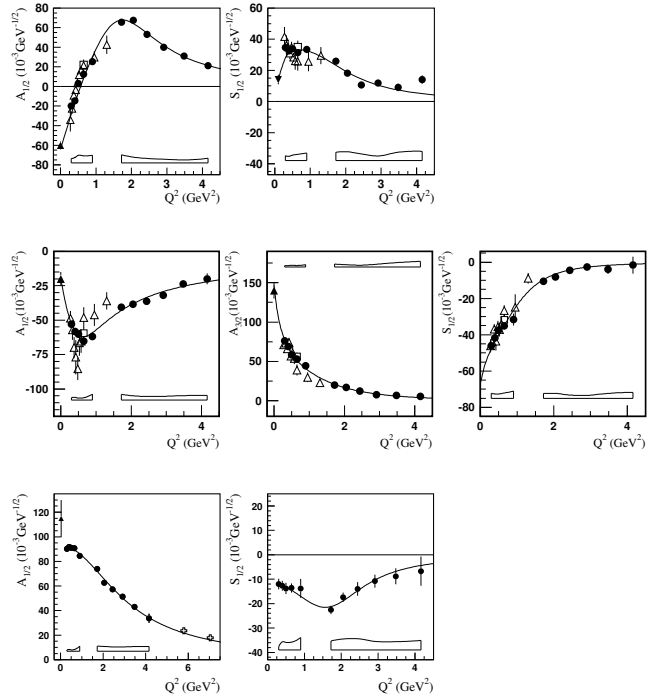 A1/2 (10-3GeV-1/2)
80
60
40
20
0
-20
-40
-60
-80
0 1 2 3 4
Q2 (GeV2)
S1/2 (10-3GeV-1/2)
60
40
20
0
-20
-40
0 1 2 3 4
Q2 (GeV2)
A1/2 (10-3GeV-1/2)
0
-25
-50
-75
-100
0 2 4
Q2 (GeV2)
A3/2 (10-3GeV-1/2)
150
100
50
0
0 2 4
Q2 (GeV2)
S1/2 (10-3GeV-1/2)
0
-20
-40
-60
-80
0 1 2 3 4
Q2 (GeV2)
A1/2 (10-3GeV-1/2)
120
100
80
60
40
20
0
0 2 4 6
Q2 (GeV2)
S1/2 (10-3GeV-1/2)
20
10
0
-10
-20
-30
-40
0 1 2 3 4
Q2 (GeV2)